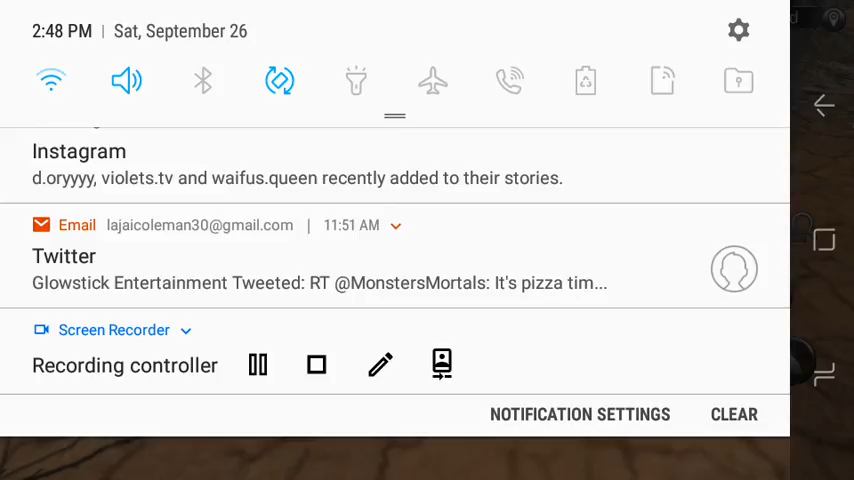 2:48 PM | Sat, September 26
Instagram
d.oryyyy, violets.tv and waifus.queen recently added to their stories.
Email lajaicoleman30@gmail.com | 11:51 AM
Twitter
Glowstick Entertainment Tweeted: RT @MonstersMortals: It's pizza tim...
Screen Recorder
Recording controller
NOTIFICATION SETTINGS CLEAR